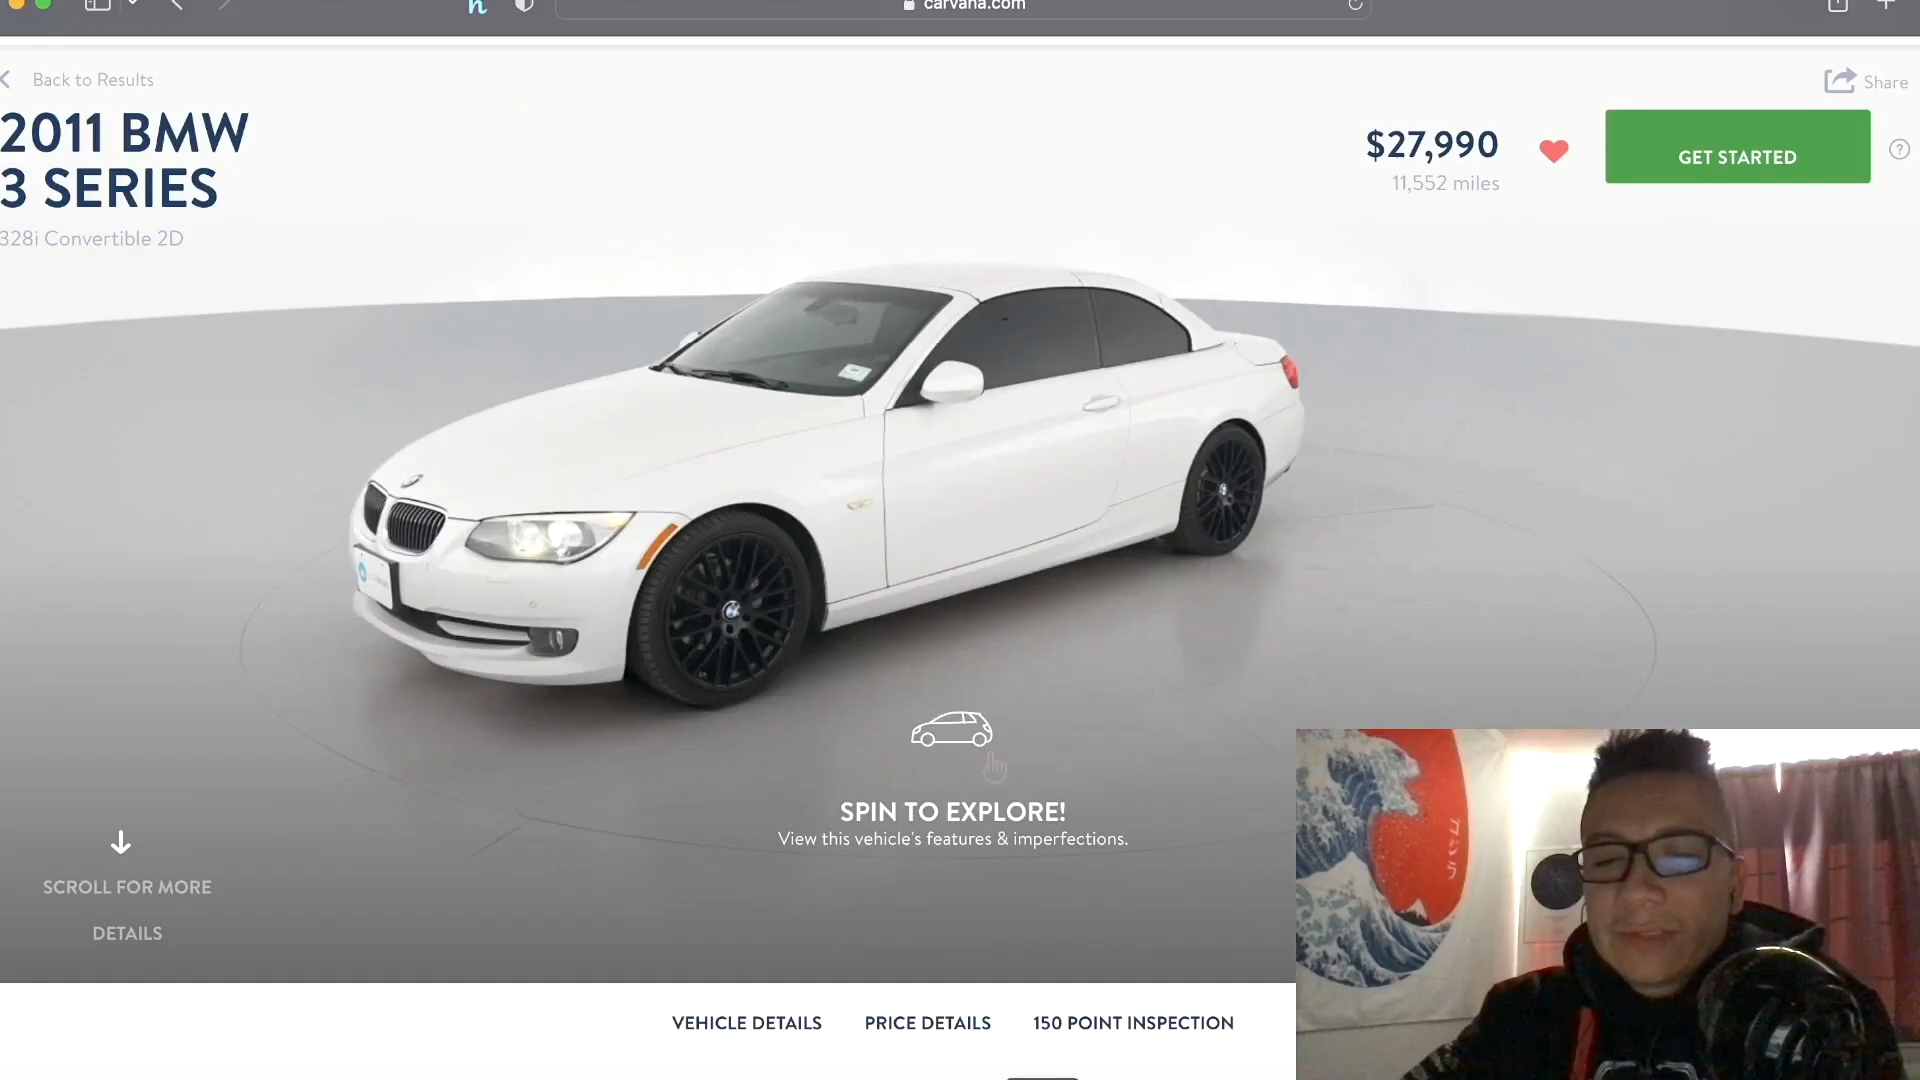 carvana.com
Back to Results
Share
2011 BMW
3 SERIES
328i Convertible 2D
$27,990
11,552 miles
GET STARTED
?
SPIN TO EXPLORE!
View this vehicle's features & imperfections.
SCROLL FOR MORE
DETAILS
VEHICLE DETAILS
PRICE DETAILS
150 POINT INSPECTION